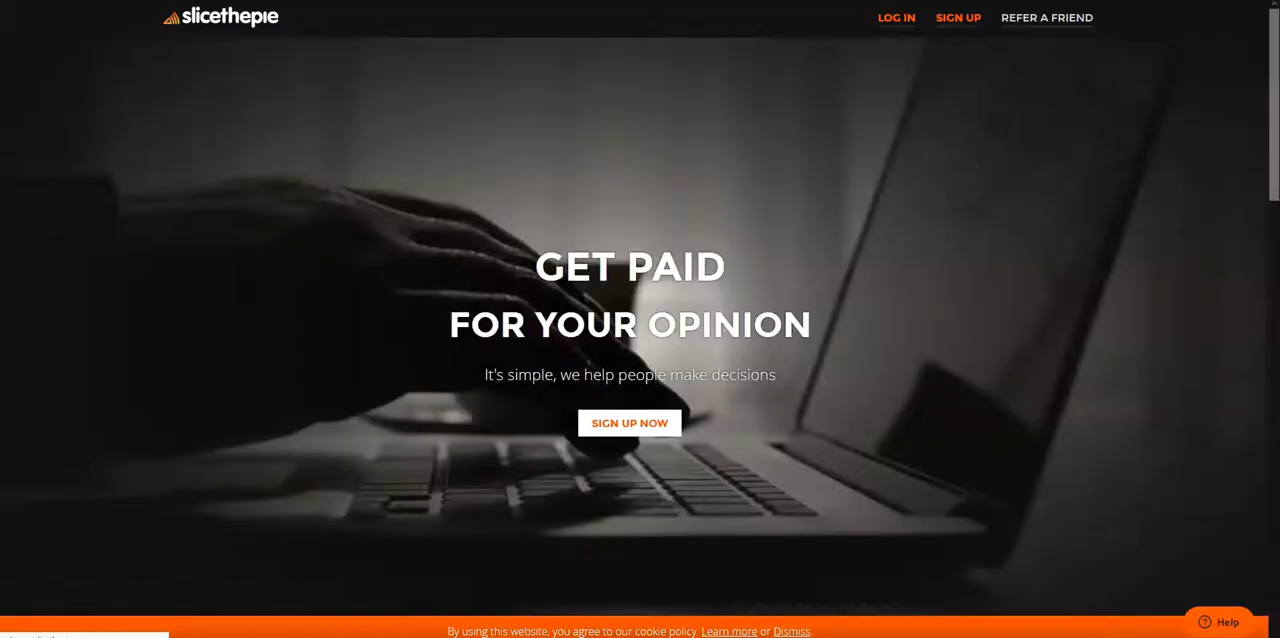 slicethepie
LOG IN SIGN UP REFER A FRIEND
GET PAID
FOR YOUR OPINION
It's simple, we help people make decisions
SIGN UP NOW
By using this website, you agree to our cookie policy. Learn more or Dismiss.
Help